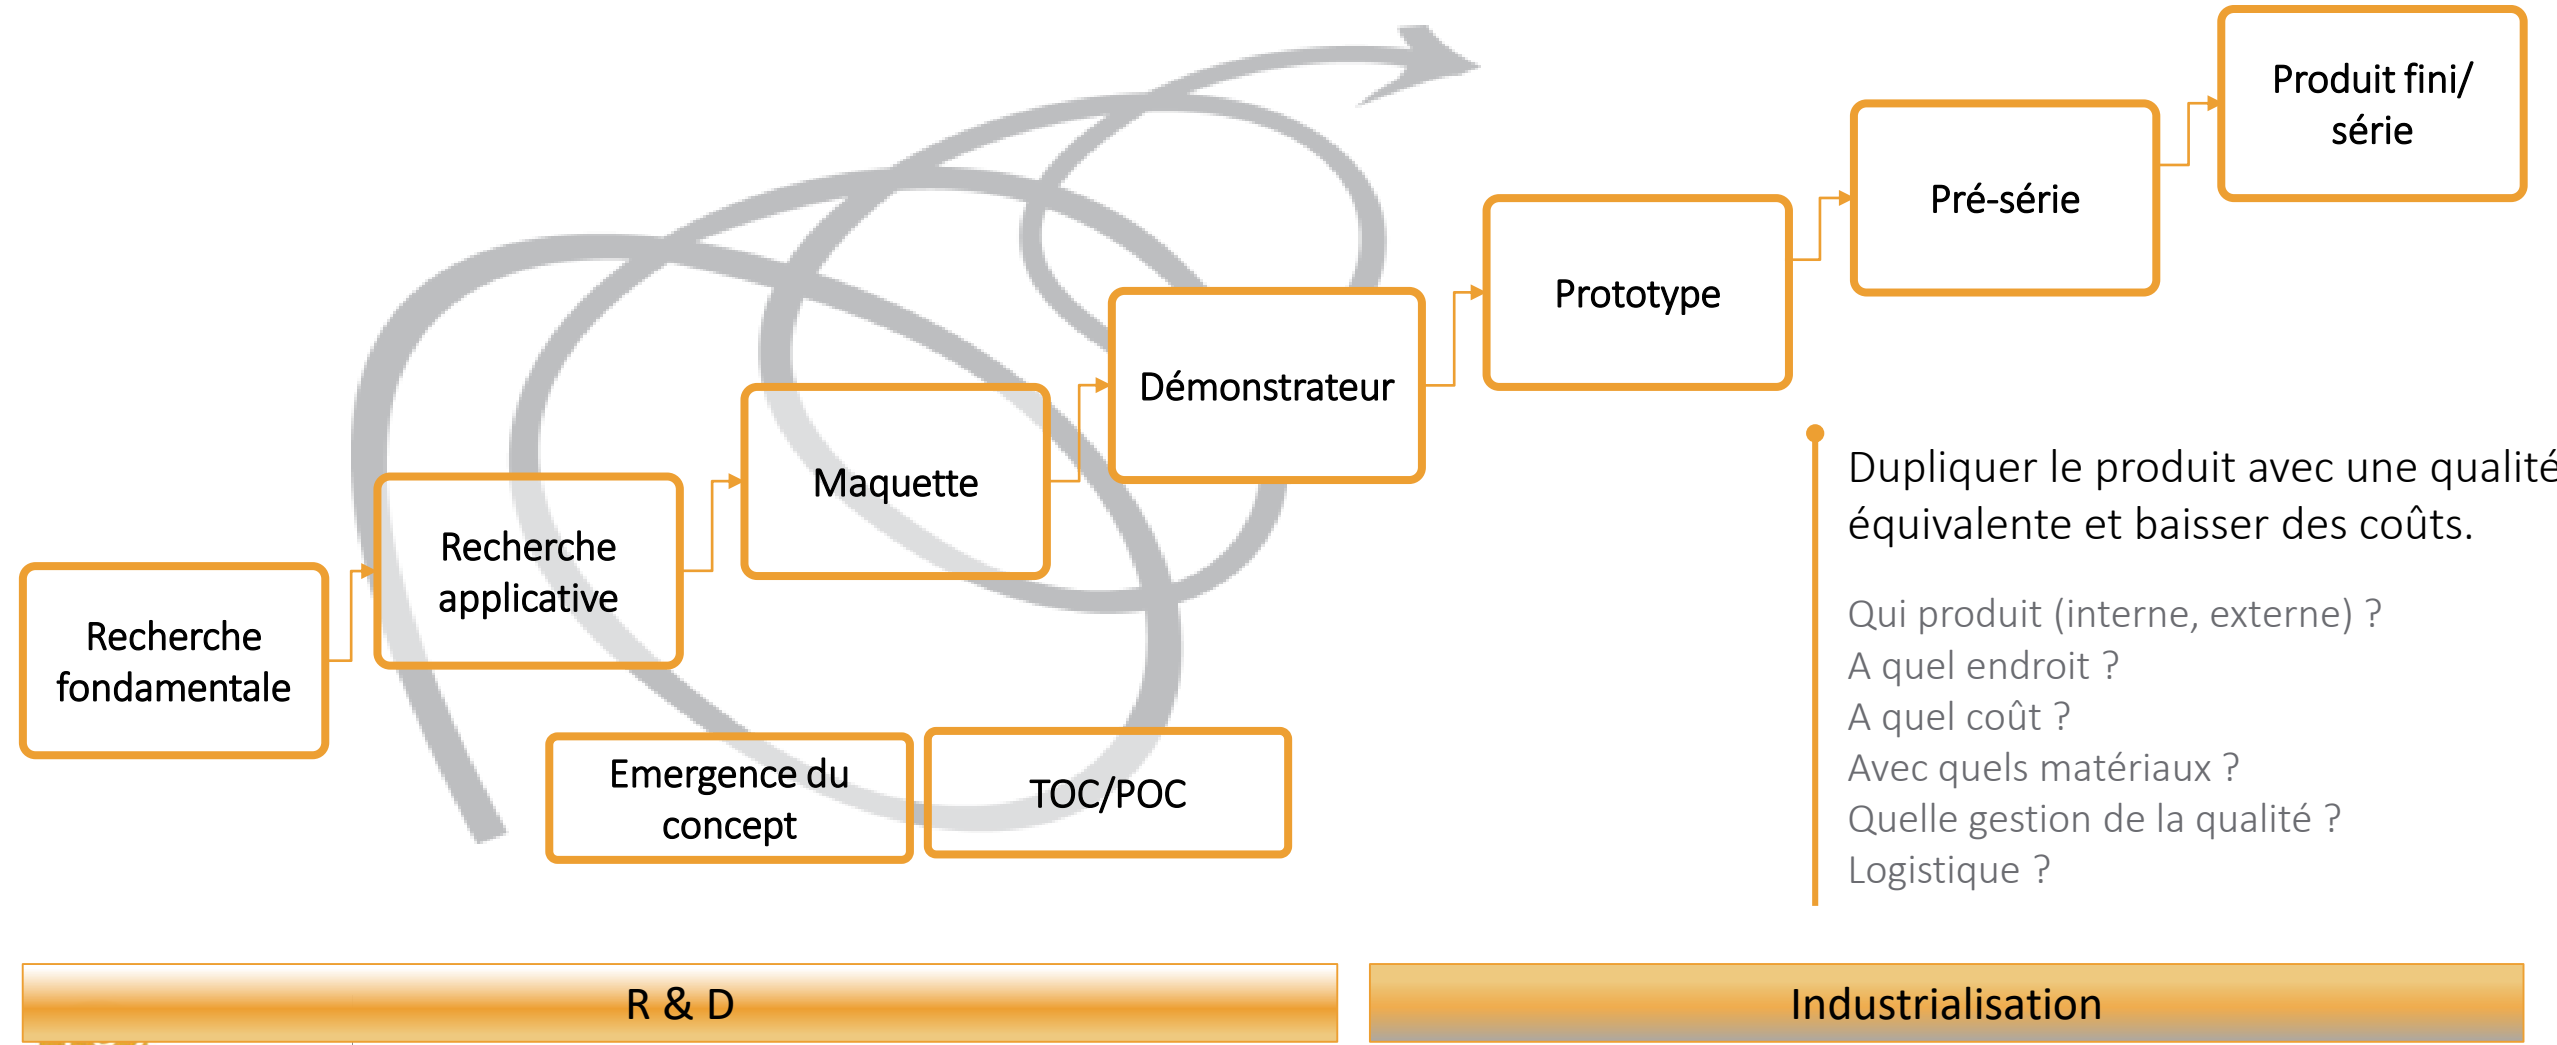 Produit fini/
série
Pré-série
Prototype
Démonstrateur
Maquette
Recherche
applicative
Recherche
fondamentale
Emergence du
concept
TOC/POC
Dupliquer le produit avec une qualité
équivalente et baisser des coûts.
Qui produit (interne, externe) ?
A quel endroit ?
A quel coût ?
Avec quels matériaux ?
Quelle gestion de la qualité ?
Logistique ?
R & D
Industrialisation